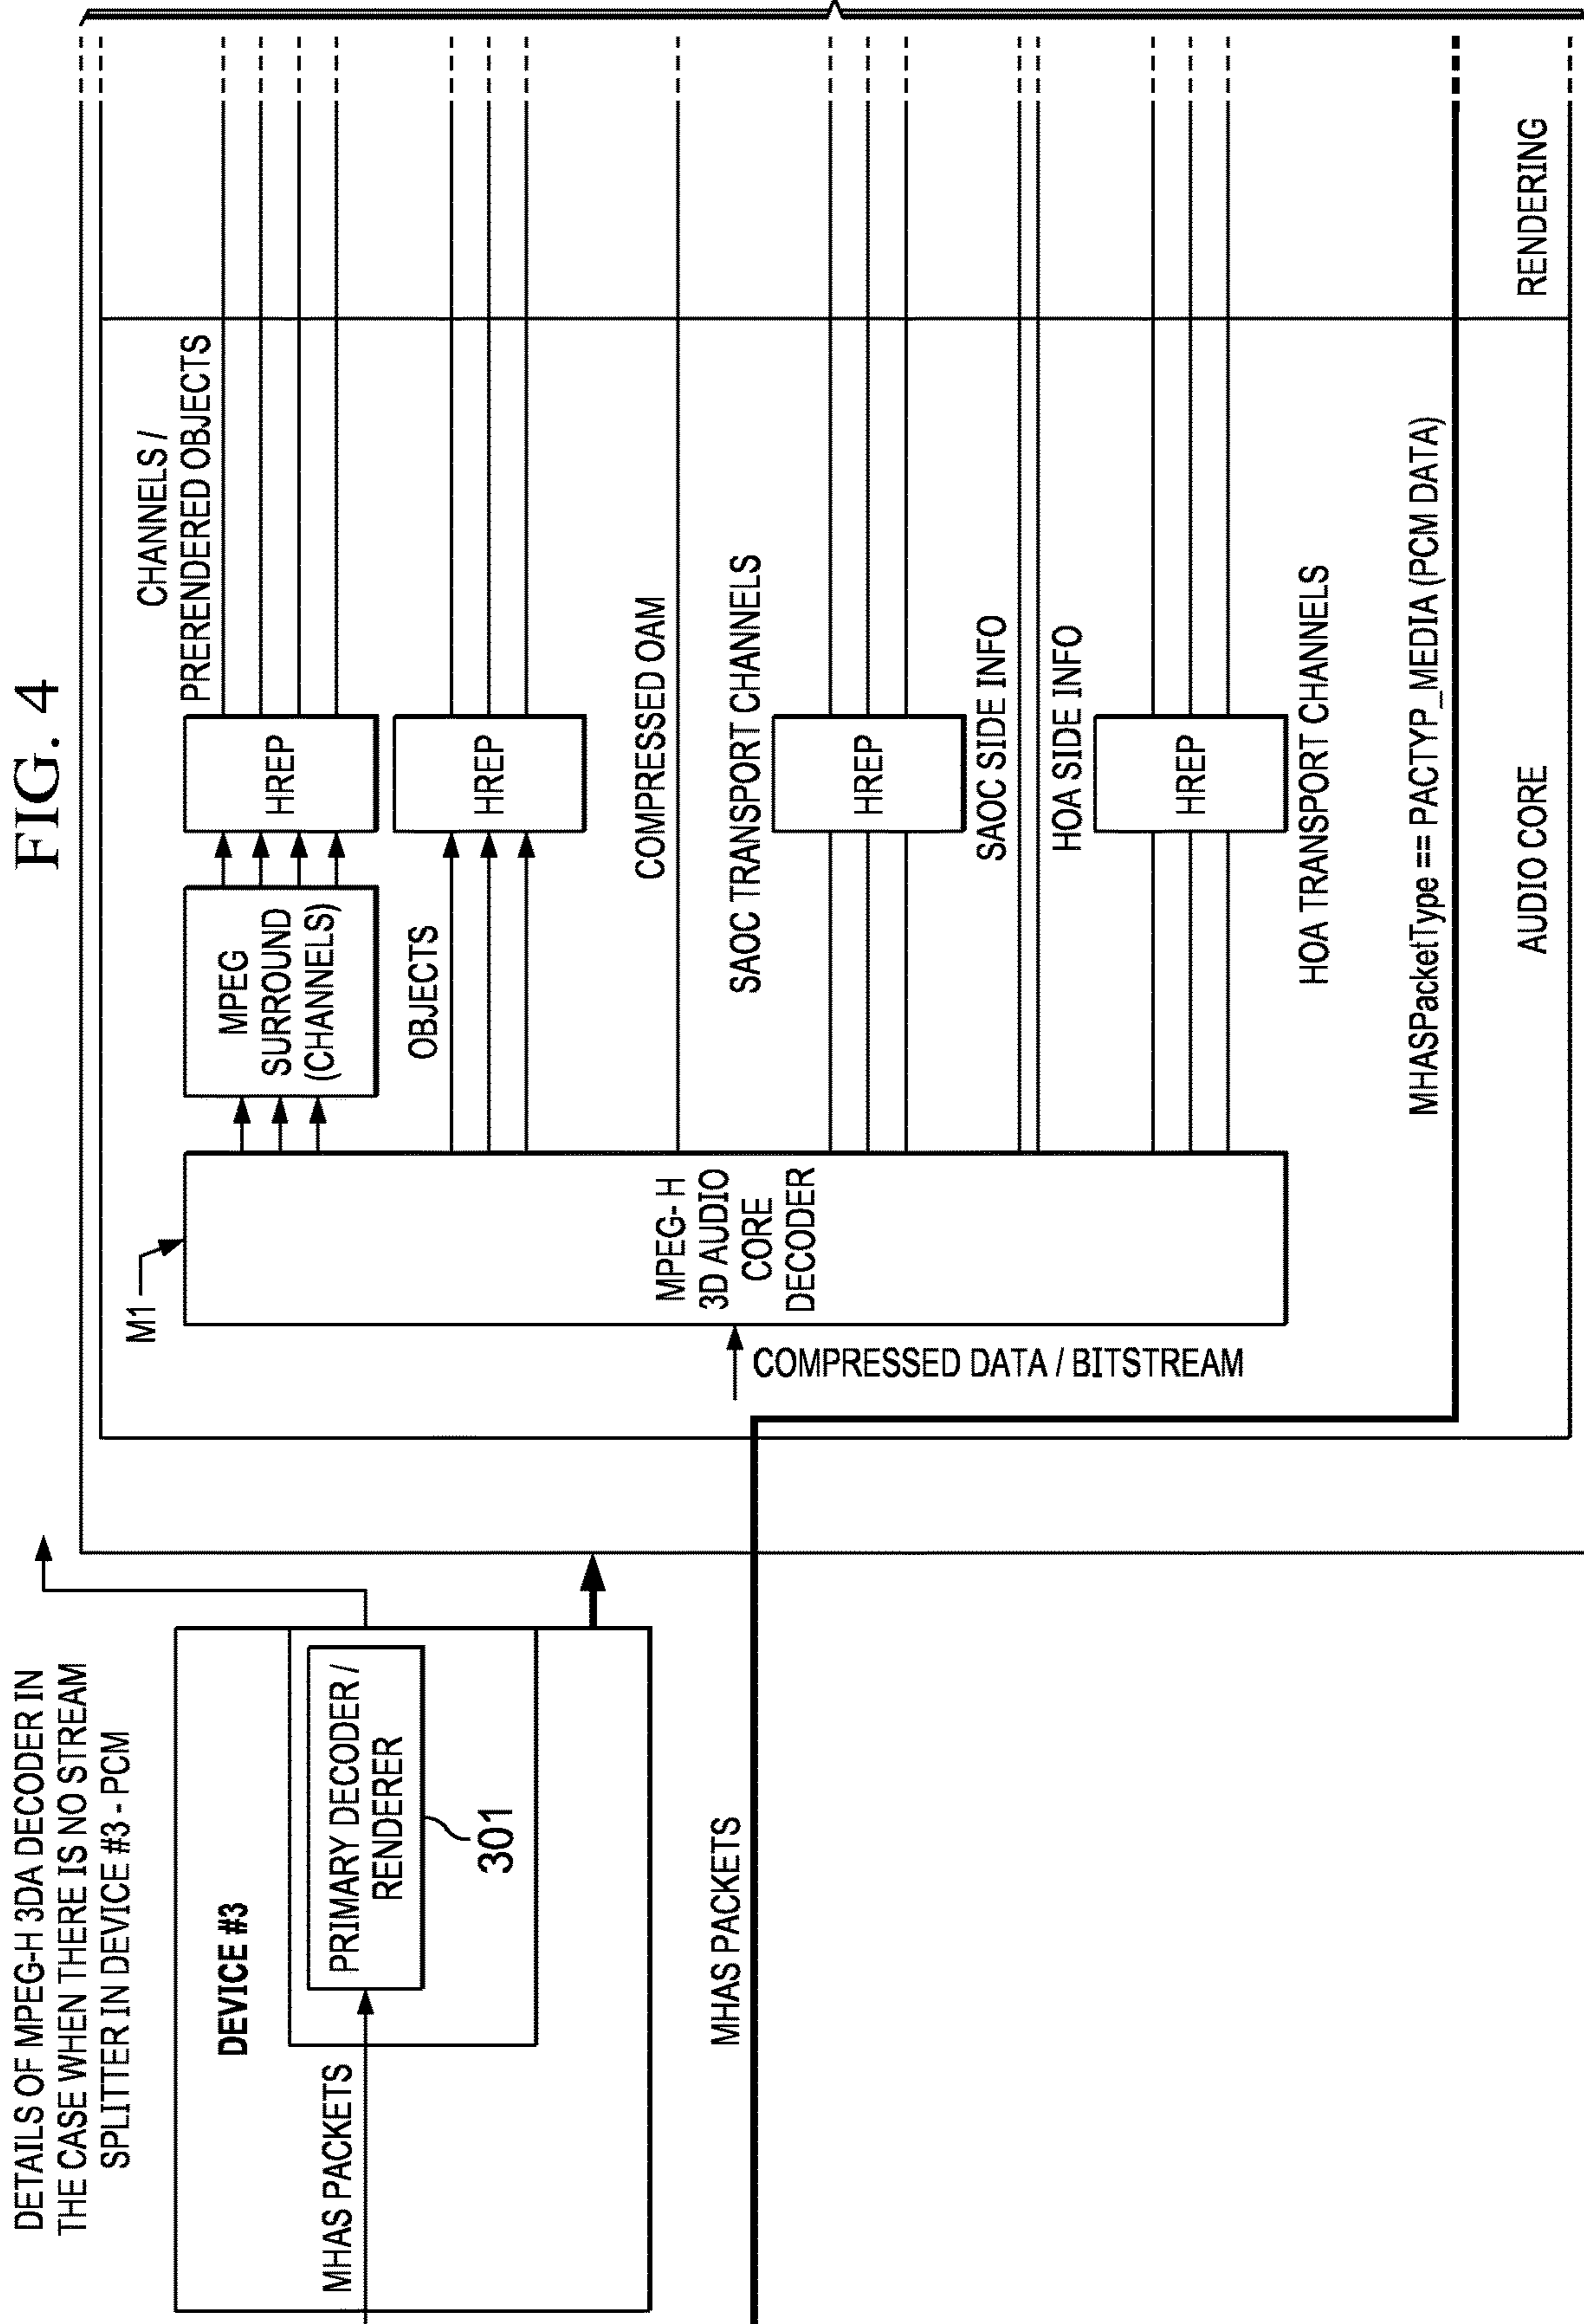 FIG. 4
DETAILS OF MPEG-H 3DA DECODER IN
THE CASE WHEN THERE IS NO STREAM
SPLITTER IN DEVICE #3 - PCM
DEVICE #3
MHAS PACKETS
PRIMARY DECODER /
RENDERER
301
MHAS PACKETS
M1
MPEG- H
3D AUDIO
CORE
DECODER
COMPRESSED DATA / BITSTREAM
MPEG
SURROUND
(CHANNELS)
HREP
CHANNELS /
PRERENDERED OBJECTS
OBJECTS
HREP
COMPRESSED OAM
SAOC TRANSPORT CHANNELS
HREP
SAOC SIDE INFO
HOA SIDE INFO
HREP
HOA TRANSPORT CHANNELS
MHASPacketType == PACTYP_MEDIA (PCM DATA)
AUDIO CORE
RENDERING